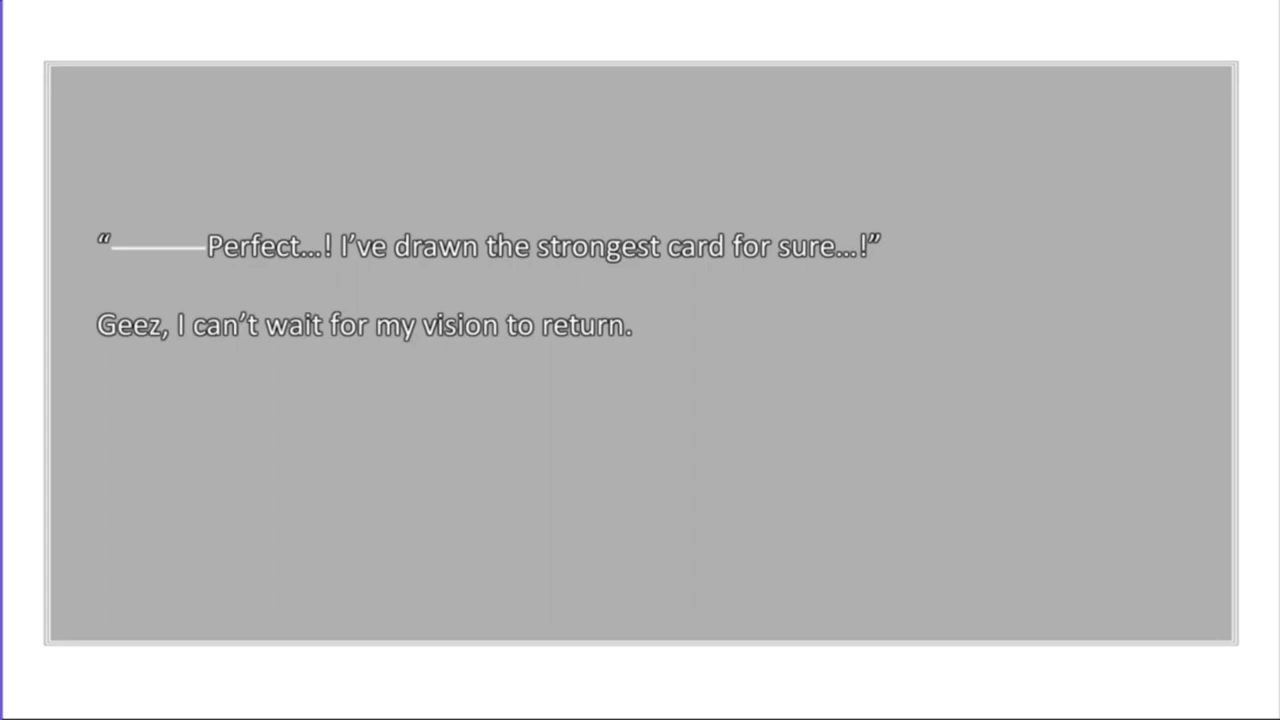 “————Perfect...! I’ve drawn the strongest card for sure...!”
Geez, I can’t wait for my vision to return.